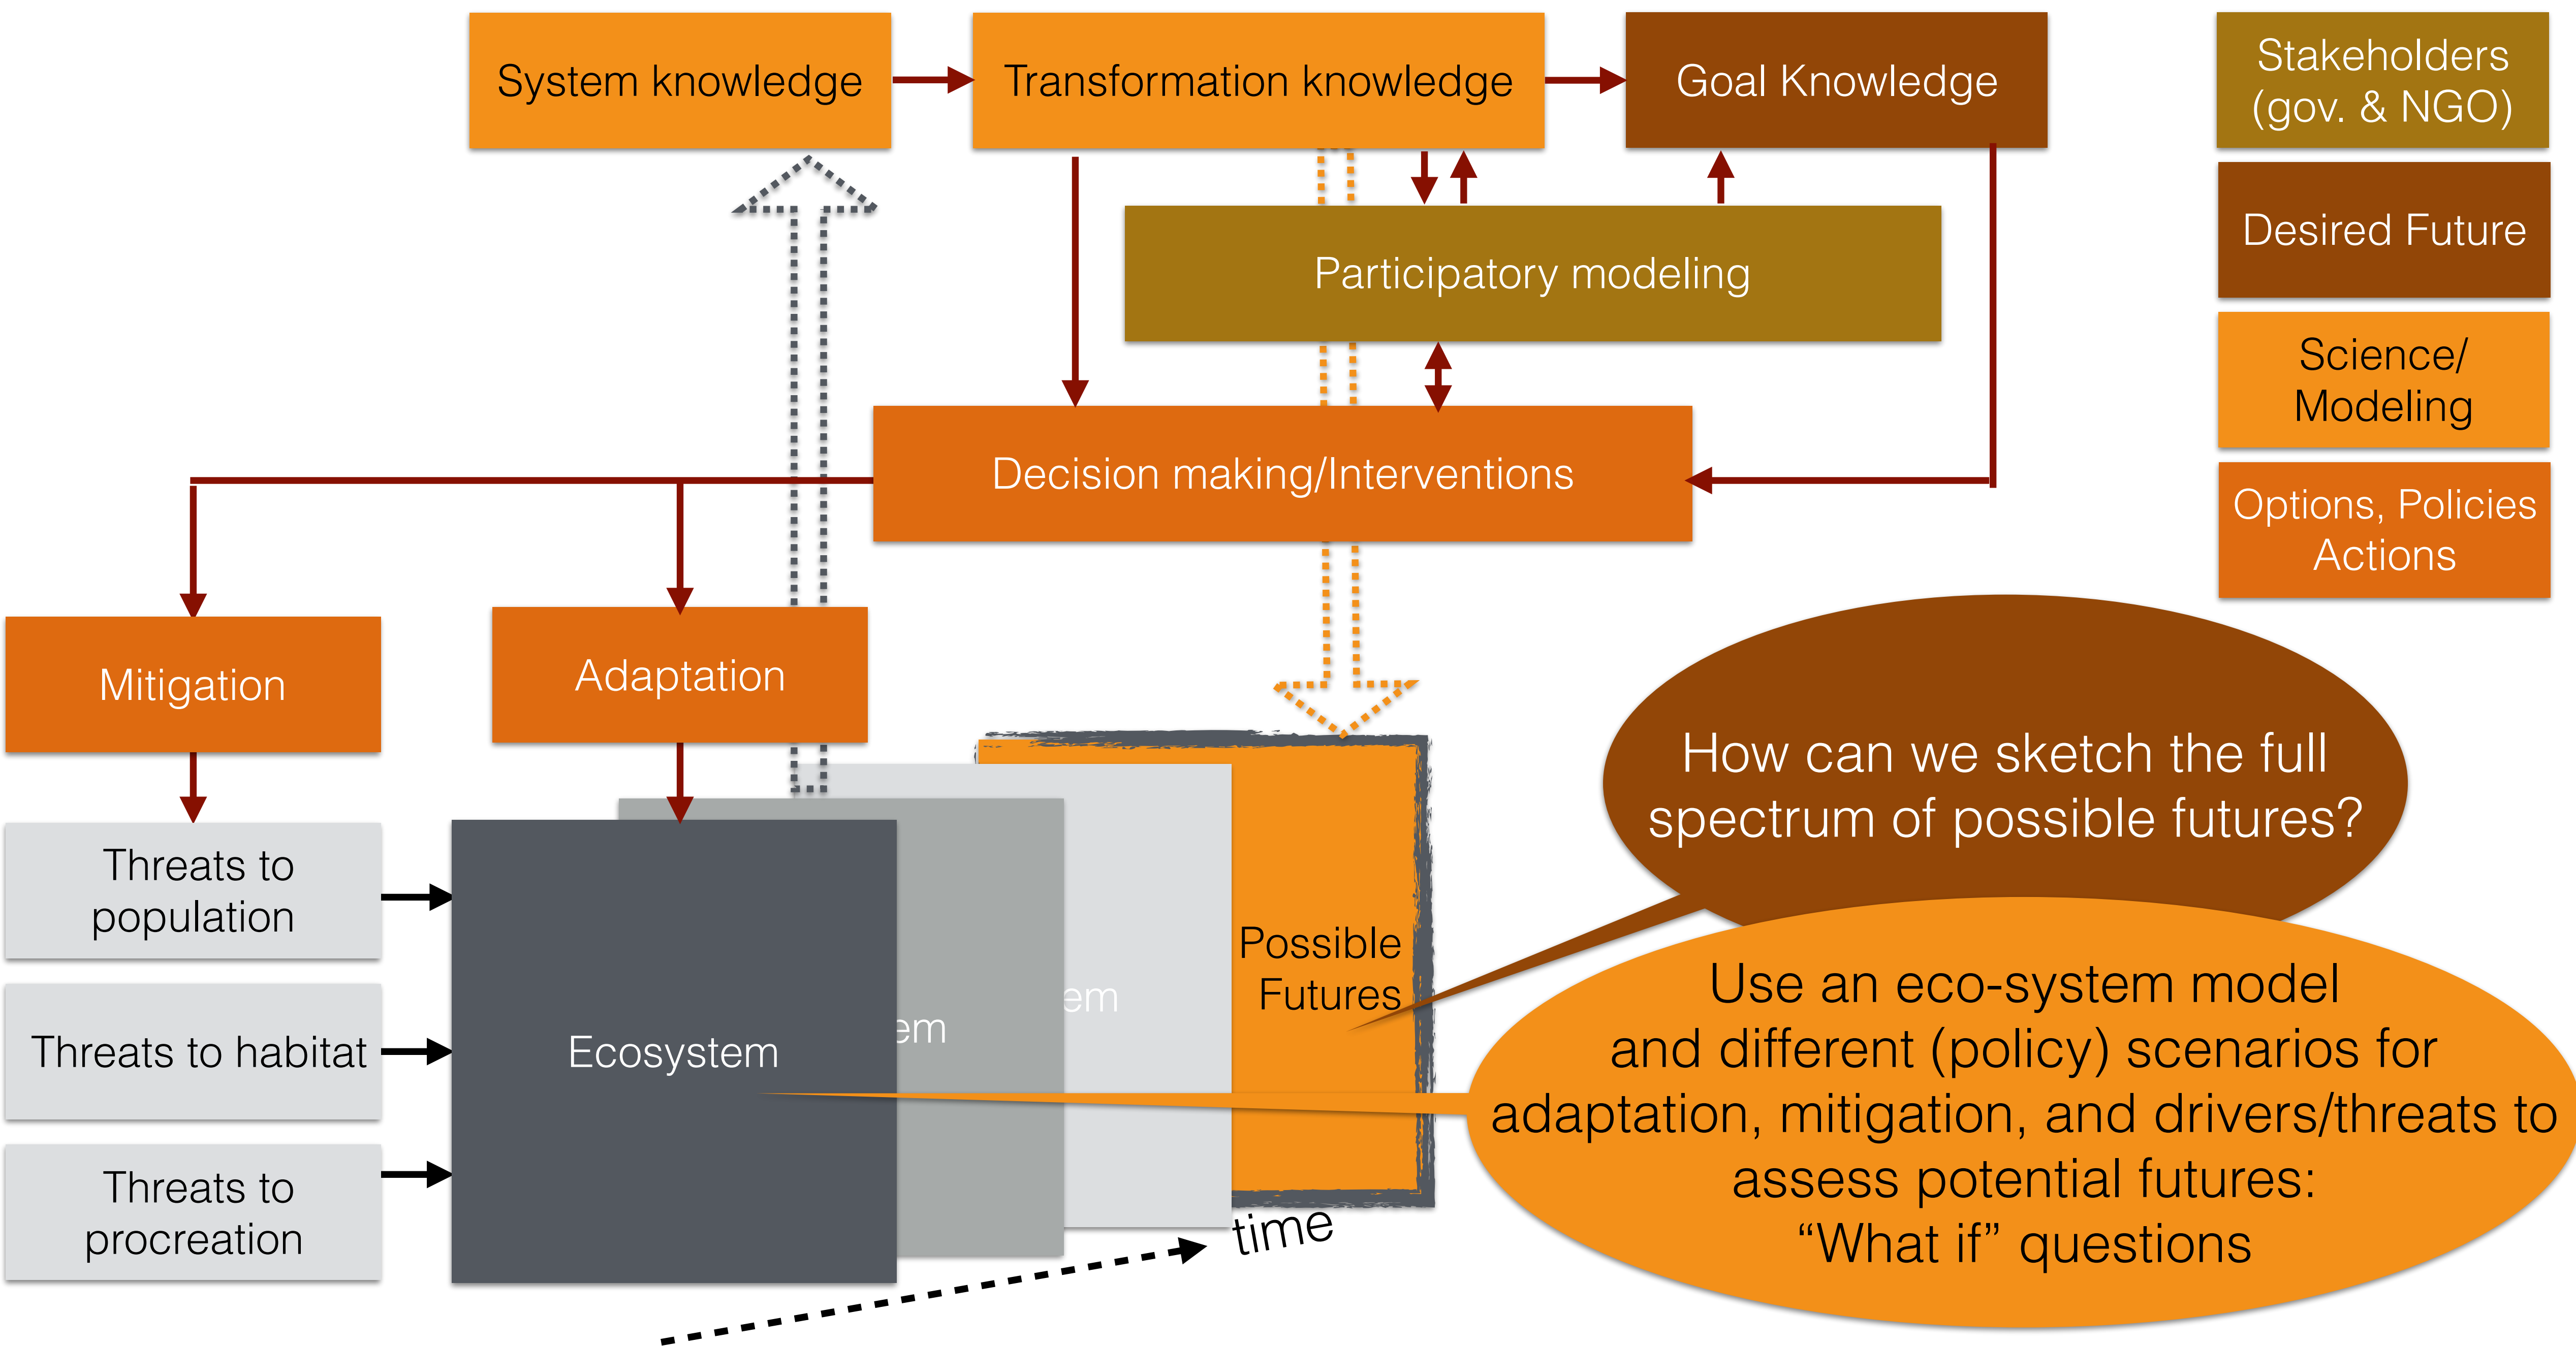 System knowledge
Transformation knowledge
Goal Knowledge
Stakeholders
(gov. & NGO)
Desired Future
Science/
Modeling
Options, Policies
Actions
Participatory modeling
Decision making/Interventions
Mitigation
Adaptation
Threats to
population
Threats to habitat
Threats to
procreation
Ecosystem
em
em
Possible
Futures
time
How can we sketch the full
spectrum of possible futures?
Use an eco-system model
and different (policy) scenarios for
adaptation, mitigation, and drivers/threats to
assess potential futures:
“What if” questions